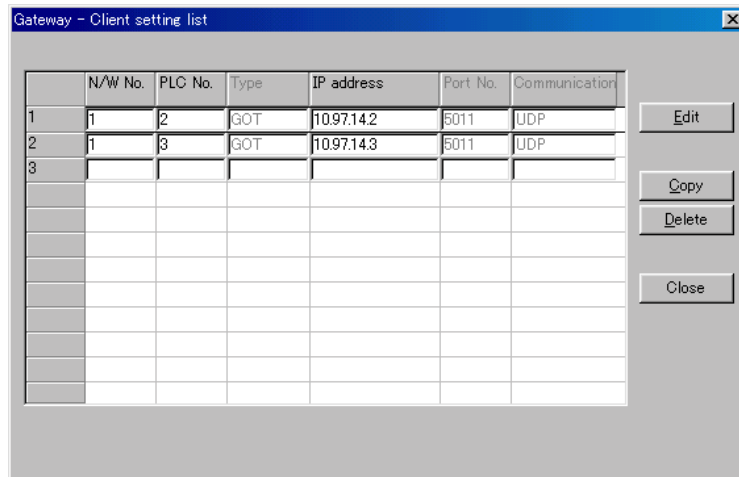 Gateway - Client setting list
N/W No. PLC No. Type IP address Port No. Communication
1 1 2 GOT 10.97.14.2 5011 UDP
2 1 3 GOT 10.97.14.3 5011 UDP
3
Edit
Copy
Delete
Close